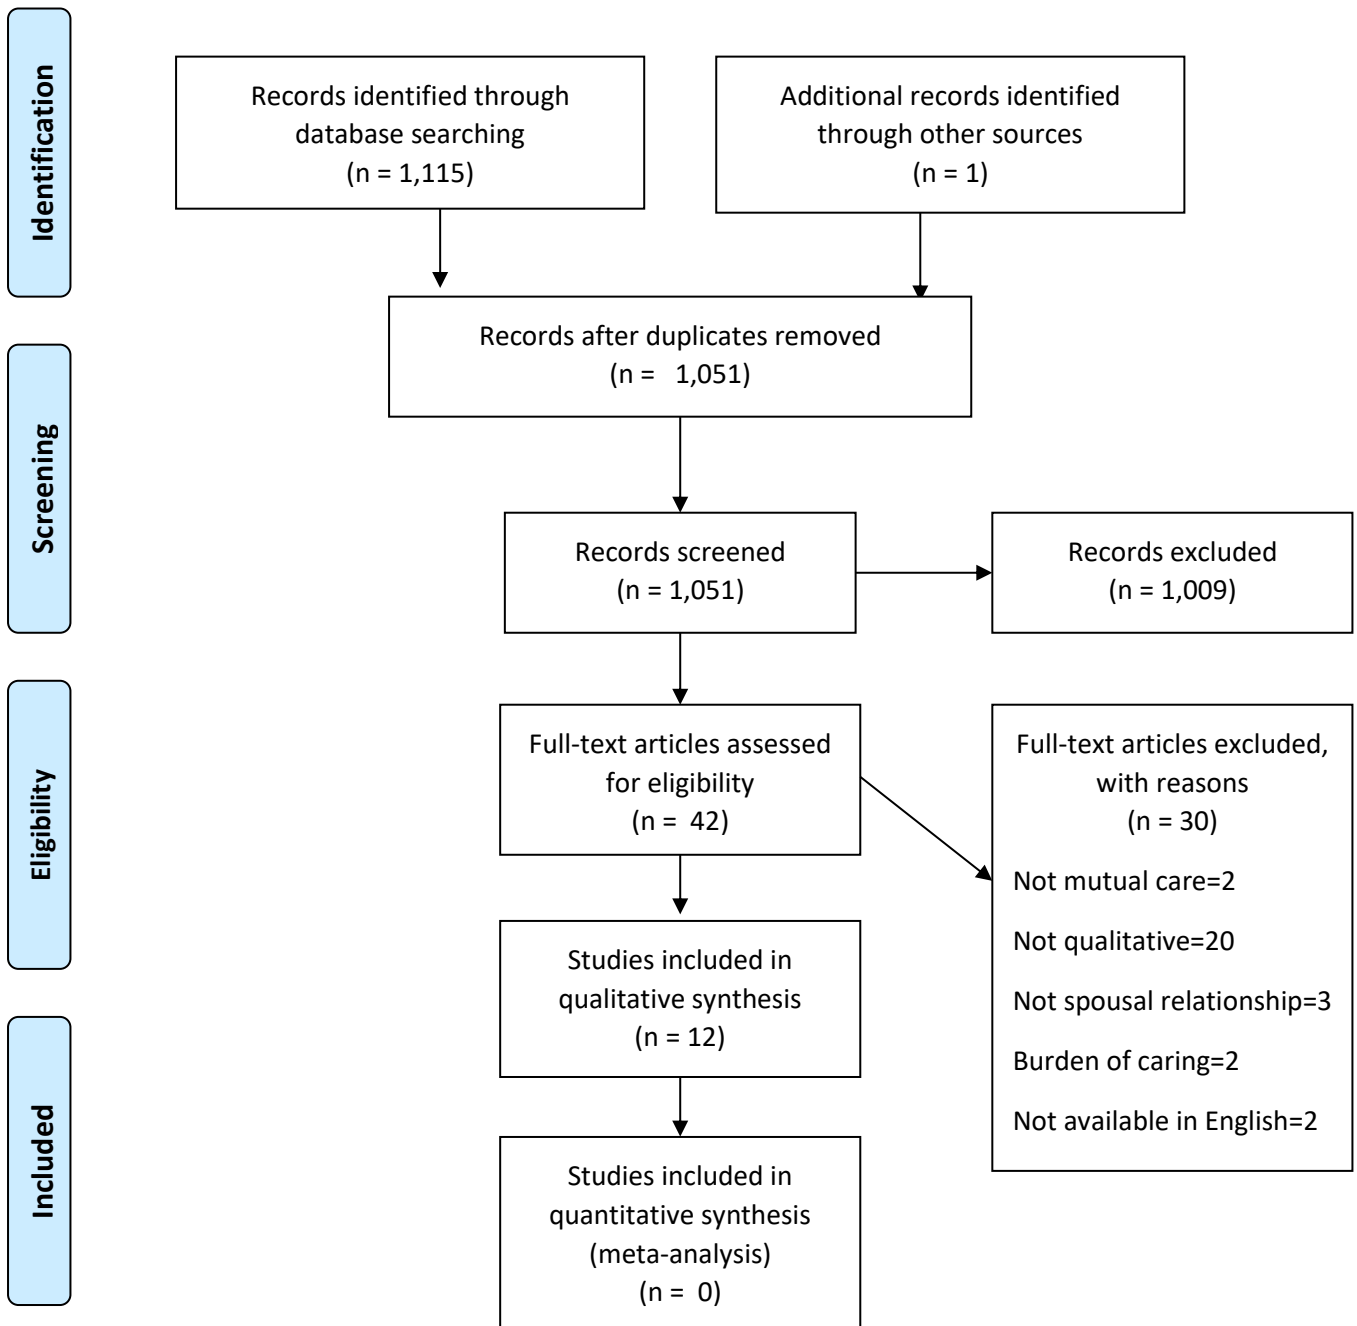 Identification
Records identified through
database searching
(n = 1,115)
Additional records identified
through other sources
(n = 1)
Records after duplicates removed
(n = 1,051)
Screening
Records screened
(n = 1,051)
Records excluded
(n = 1,009)
Eligibility
Full-text articles assessed
for eligibility
(n = 42)
Full-text articles excluded,
with reasons
(n = 30)
Not mutual care=2
Not qualitative=20
Not spousal relationship=3
Burden of caring=2
Not available in English=2
Studies included in
qualitative synthesis
(n = 12)
Included
Studies included in
quantitative synthesis
(meta-analysis)
(n = 0)